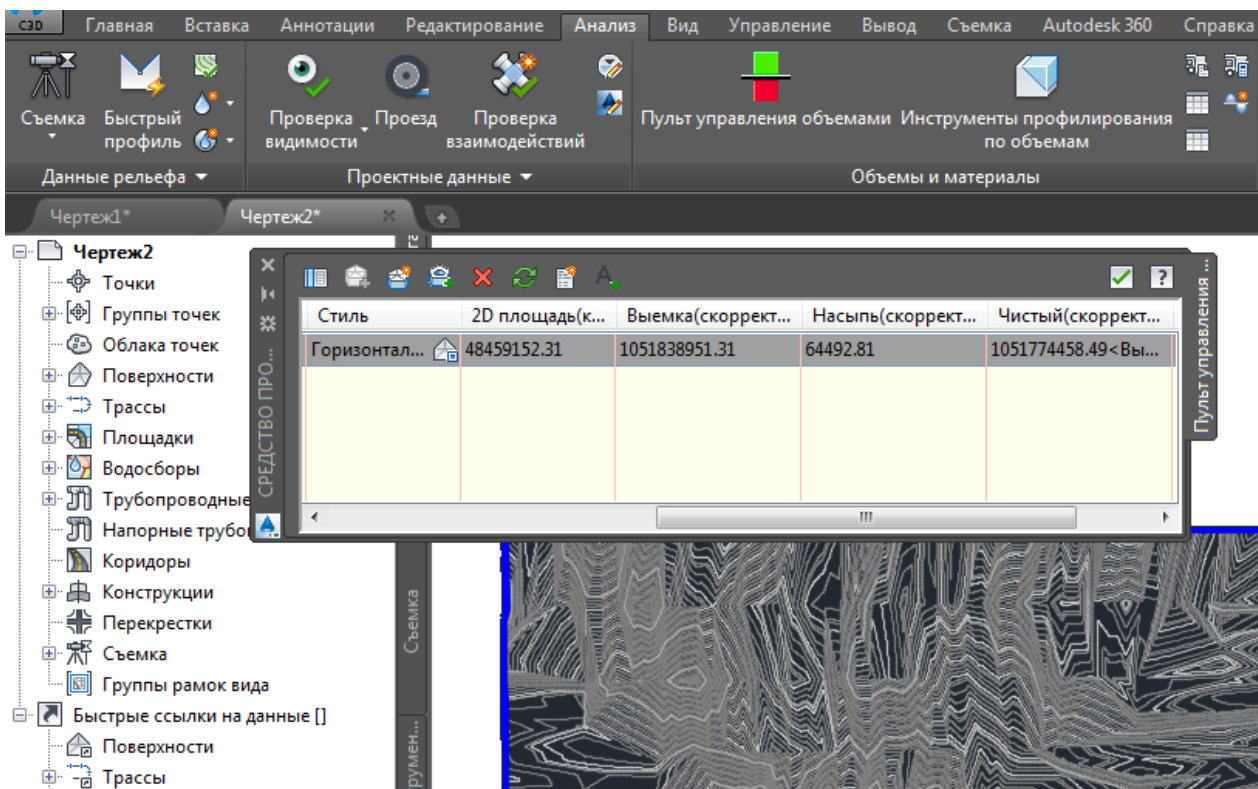 C3D Главная Вставка Аннотации Редактирование Анализ Вид Управление Вывод Съемка Autodesk 360 Справка
Съемка Быстрый профиль Проверка видимости Проезд Проверка взаимодействий Пульт управления объемами Инструменты профилирования по объемам
Данные рельефа Проектные данные Объемы и материалы
Чертеж1* Чертеж2*
Чертеж2
Точки
Группы точек
Облака точек
Поверхности
Трассы
Площадки
Водосборы
Трубопроводные
Напорные
Коридоры
Конструкции
Перекрестки
Съемка
Группы рамок вида
Быстрые ссылки на данные []
Поверхности
Трассы
СРЕДСТВО ПРО...
Стиль 2D площадь(к... Выемка(скоррект... Насыпь(скоррект... Чистый(скоррект...
Горизонтал... 48459152.31 1051838951.31 64492.81 1051774458.49<Вы...
Пульт управления ...
Съемка